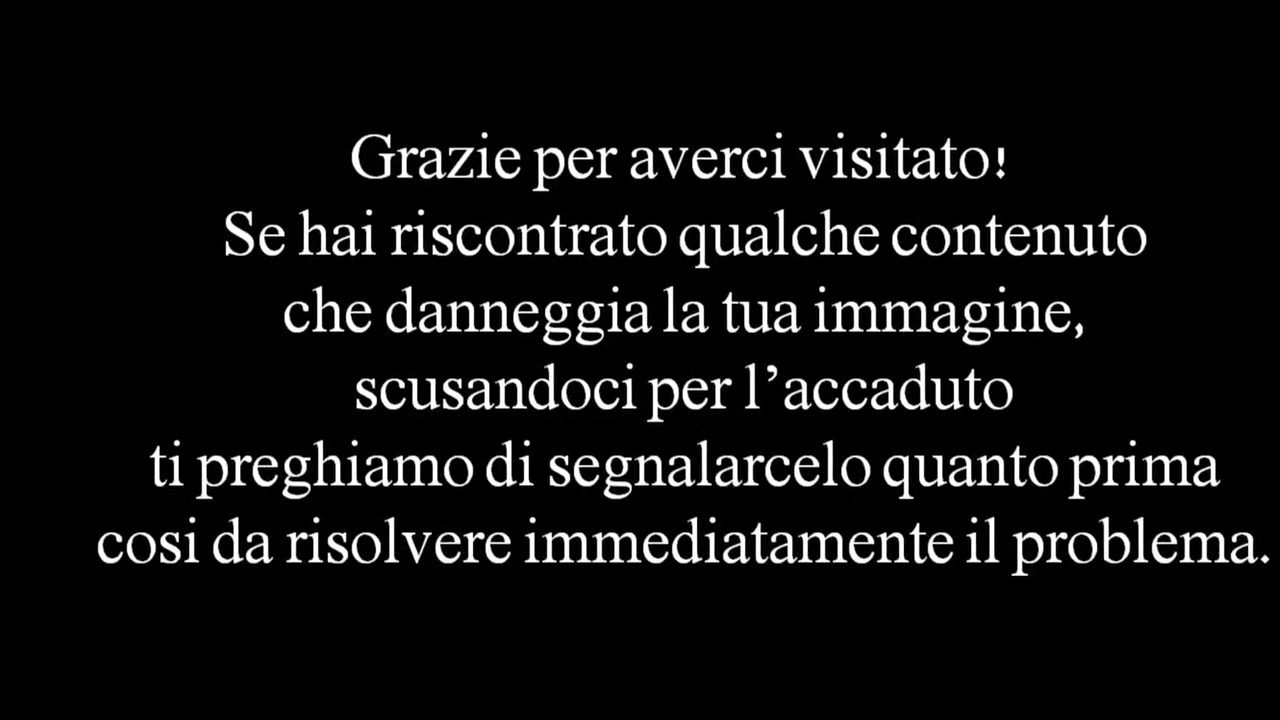 Grazie per averci visitato!
Se hai riscontrato qualche contenuto
che danneggia la tua immagine,
scusandoci per l’accaduto
ti preghiamo di segnalarcelo quanto prima
cosi da risolvere immediatamente il problema.